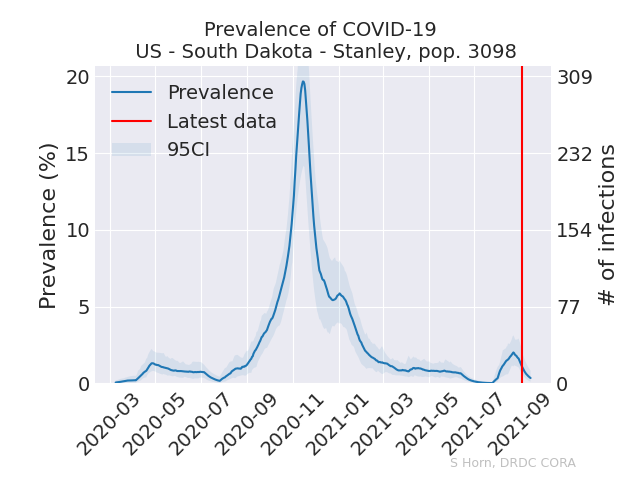 Prevalence of COVID-19
US - South Dakota - Stanley, pop. 3098
Prevalence
Latest data
95CI
Prevalence (%)
20
15
10
5
0
309
232
154
77
0
# of infections
2020-03
2020-05
2020-07
2020-09
2020-11
2021-01
2021-03
2021-05
2021-07
2021-09
S Horn, DRDC CORA